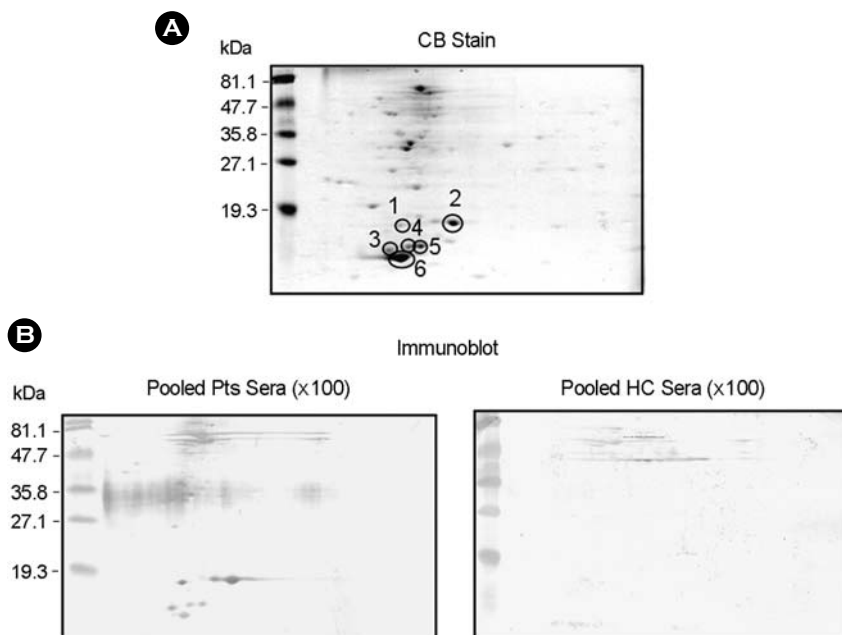 A
CB Stain
kDa
81.1
47.7
35.8
27.1
19.3
1
2
3
4
5
6
B
Immunoblot
Pooled Pts Sera (×100)
Pooled HC Sera (×100)
kDa
81.1
47.7
35.8
27.1
19.3